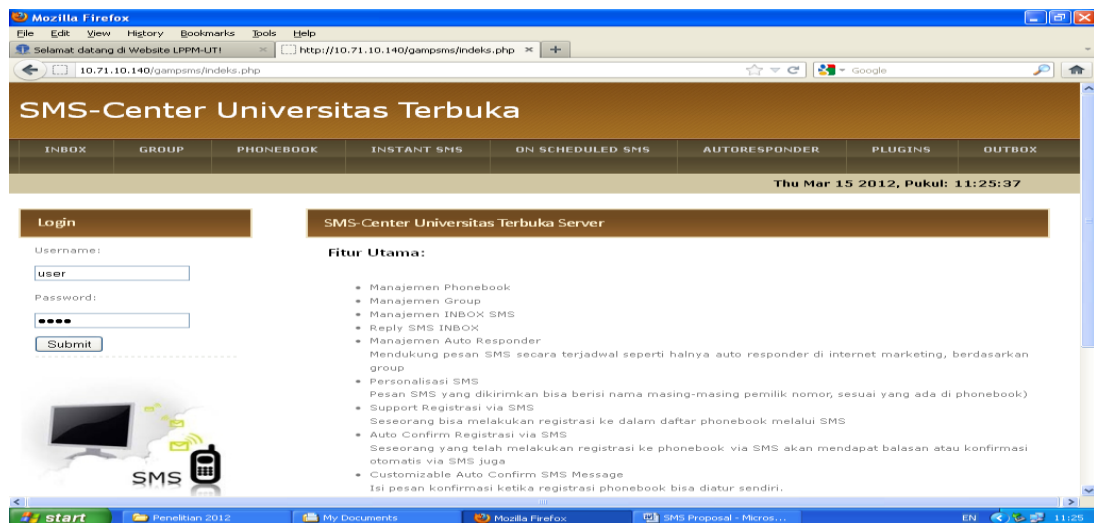 Mozilla Firefox
File Edit View History Bookmarks Tools Help
Selamat datang di Website LPPM-UT!
http://10.71.10.140/gampsms/indeks.php
10.71.10.140/gampsms/indeks.php
Google
SMS-Center Universitas Terbuka
INBOX GROUP PHONEBOOK INSTANT SMS ON SCHEDULED SMS AUTORESPONDER PLUGINS OUTBOX
Thu Mar 15 2012, Pukul: 11:25:37
Login
Username:
user
Password:
••••
Submit
SMS
SMS-Center Universitas Terbuka Server
Fitur Utama:
• Manajemen Phonebook
• Manajemen Group
• Manajemen INBOX SMS
• Reply SMS INBOX
• Manajemen Auto Responder
Mendukung pesan SMS secara terjadwal seperti halnya auto responder di internet marketing, berdasarkan
group
• Personalisasi SMS
Pesan SMS yang dikirimkan bisa berisi nama masing-masing pemilik nomor, sesuai yang ada di phonebook)
• Support Registrasi via SMS
Seseorang bisa melakukan registrasi ke dalam daftar phonebook melalui SMS
• Auto Confirm Registrasi via SMS
Seseorang yang telah melakukan registrasi ke phonebook via SMS akan mendapat balasan atau konfirmasi
otomatis via SMS juga
• Customizable Auto Confirm SMS Message
Isi pesan konfirmasi ketika registrasi phonebook bisa diatur sendiri.
start Penelitian 2012 My Documents Mozilla Firefox SMS Proposal - Micros... EN 11:25